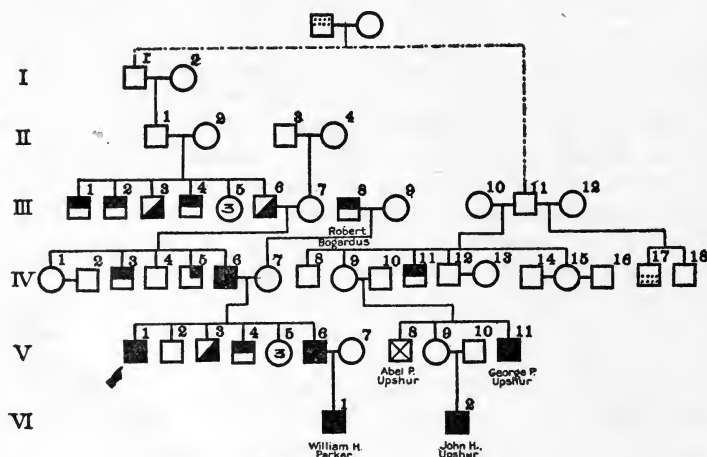 I 1 2
II 1 2 3 4
III 1 2 3 4 5 3 6 7 8 9 10 11 12
Robert
Bogardus
IV 1 2 3 4 5 6 7 8 9 10 11 12 13 14 15 16 17 18
V 1 2 3 4 5 3 6 7 8 9 10 11
Abel P.
Upshur
George P.
Upshur
VI 1 2
William H.
Parker
John H.,
Upshur